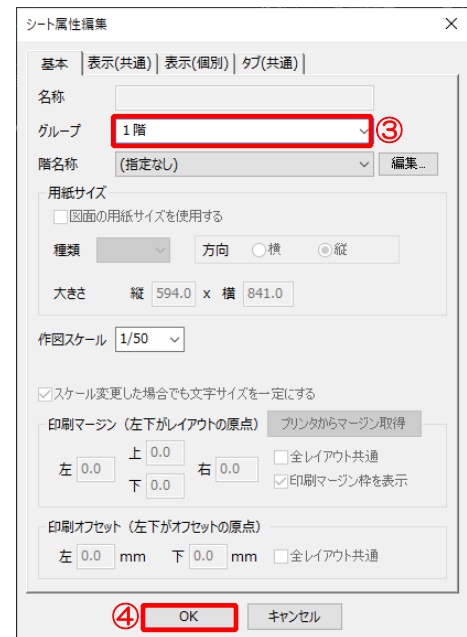 シート属性編集
基本 表示(共通) 表示(個別) タブ(共通)
名称
グループ 1階 ③
階名称 (指定なし) 編集...
用紙サイズ
図面の用紙サイズを使用する
種類 方向 横 縦
大きさ 縦 594.0 x 横 841.0
作図スケール 1/50
スケール変更した場合でも文字サイズを一定にする
印刷マージン (左下がレイアウトの原点) プリンタからマージン取得
上 0.0 全レイアウト共通
左 0.0 右 0.0
下 0.0 印刷マージン枠を表示
印刷オフセット (左下がオフセットの原点)
左 0.0 mm 下 0.0 mm 全レイアウト共通
④ OK キャンセル